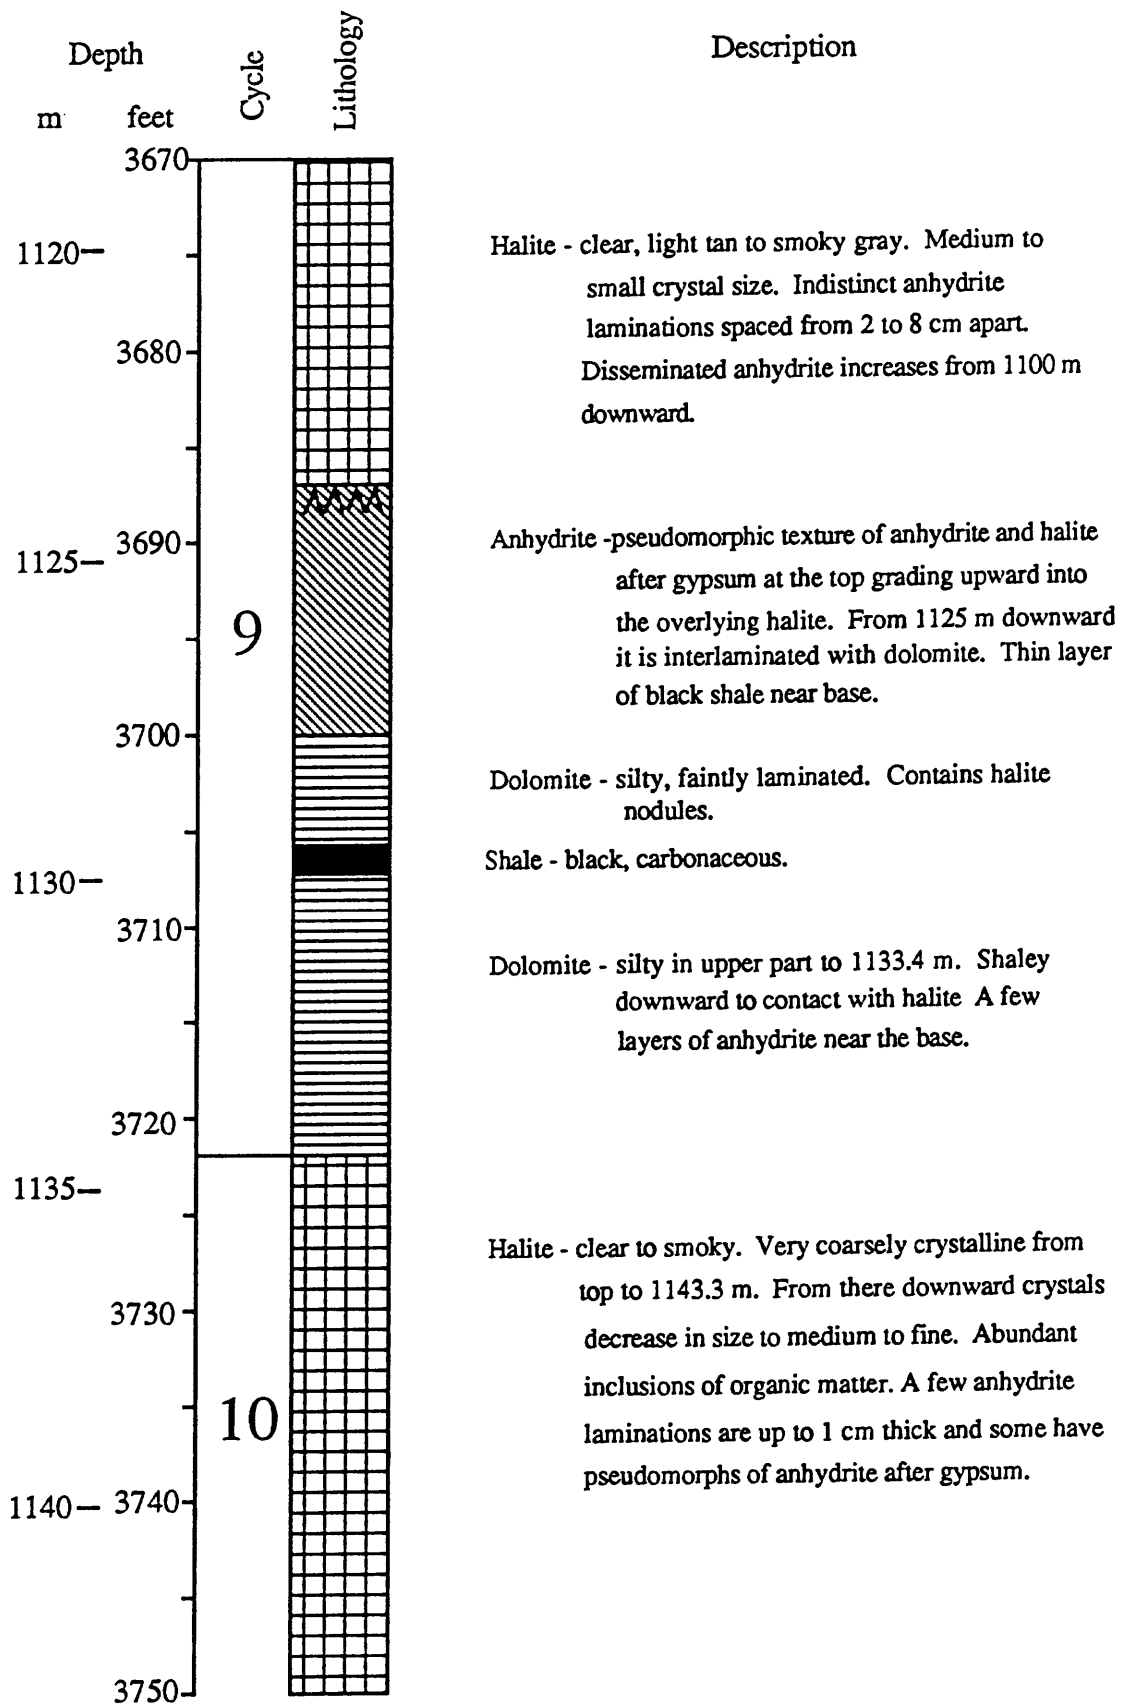 Depth
Cycle
Lithology
Description
m feet
3670
1120
Halite - clear, light tan to smoky gray. Medium to
small crystal size. Indistinct anhydrite
laminations spaced from 2 to 8 cm apart.
3680
Disseminated anhydrite increases from 1100 m
downward.
3690
1125
Anhydrite -pseudomorphic texture of anhydrite and halite
after gypsum at the top grading upward into
the overlying halite. From 1125 m downward
9
it is interlaminated with dolomite. Thin layer
of black shale near base.
3700
Dolomite - silty, faintly laminated. Contains halite
nodules.
Shale - black, carbonaceous.
1130
3710
Dolomite - silty in upper part to 1133.4 m. Shaley
downward to contact with halite A few
layers of anhydrite near the base.
3720
1135
Halite - clear to smoky. Very coarsely crystalline from
top to 1143.3 m. From there downward crystals
3730
decrease in size to medium to fine. Abundant
inclusions of organic matter. A few anhydrite
10
laminations are up to 1 cm thick and some have
pseudomorphs of anhydrite after gypsum.
1140 3740
3750